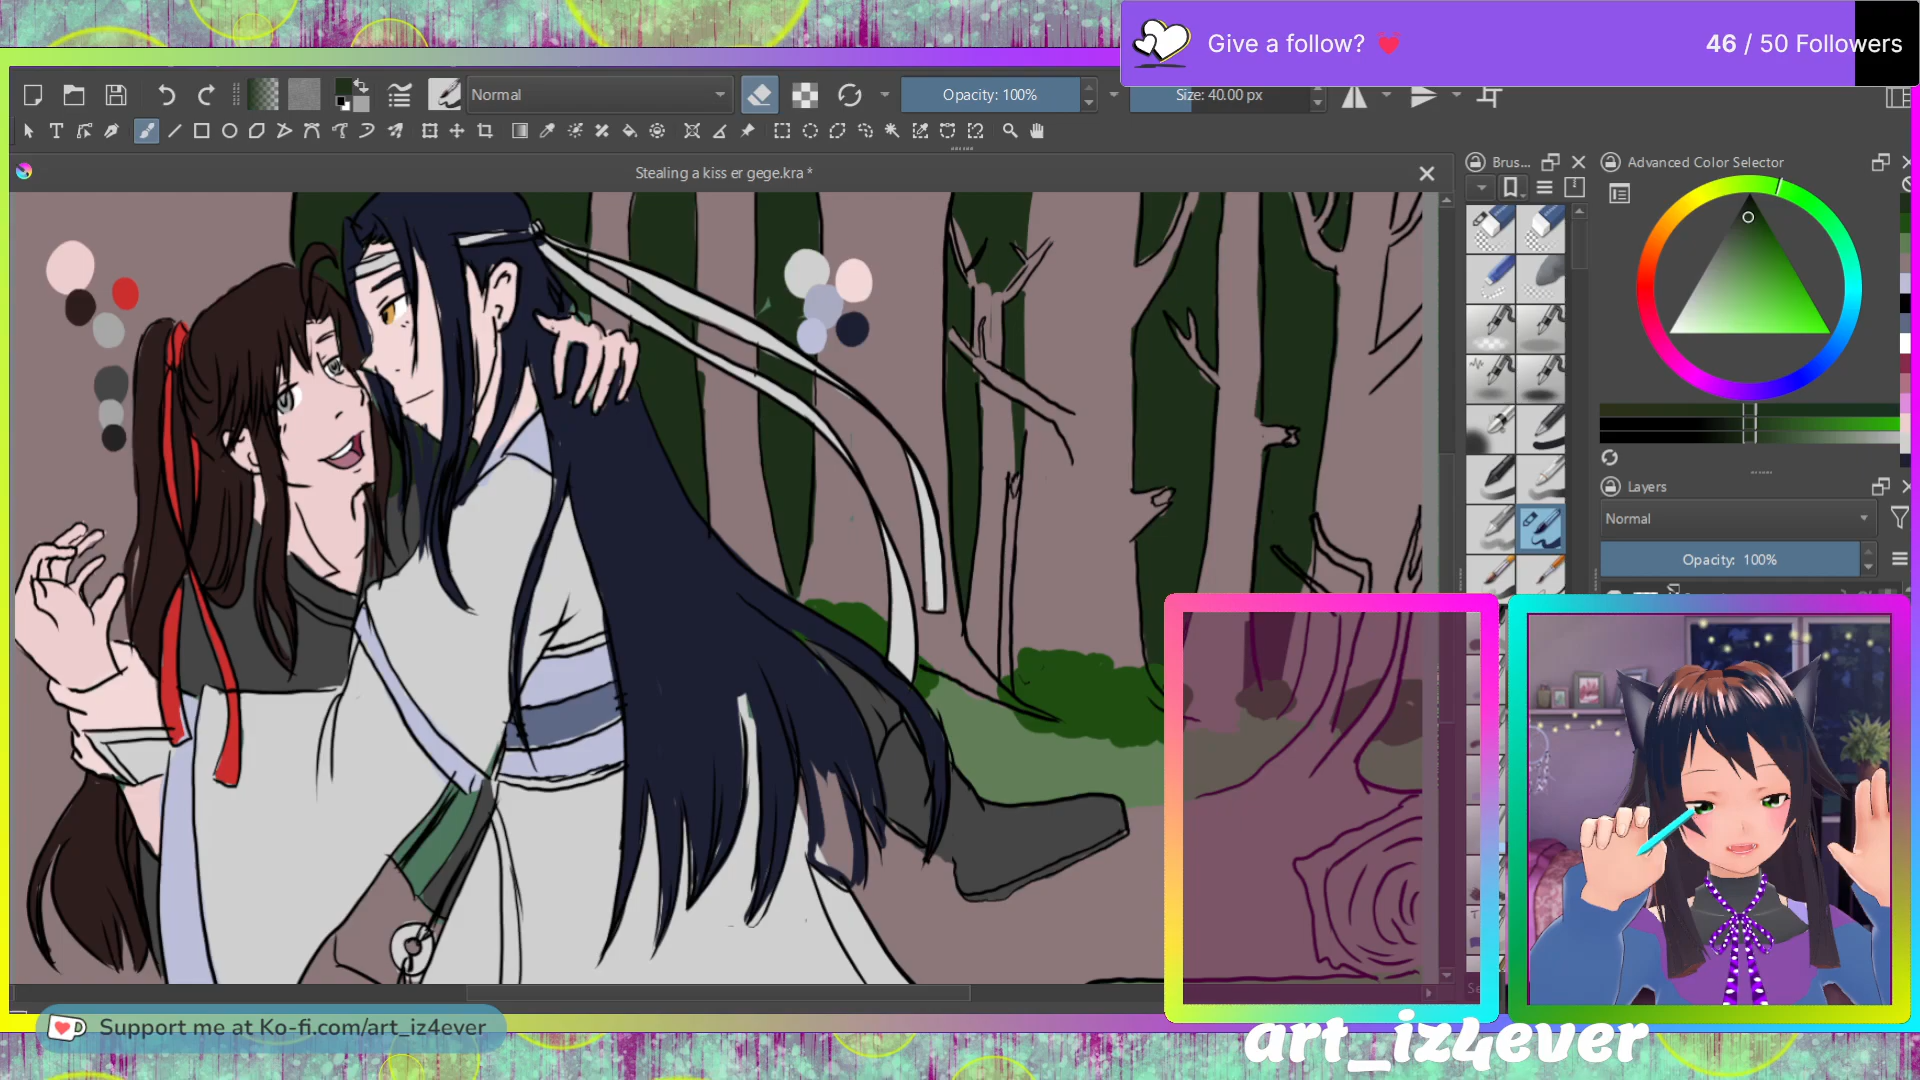 Give a follow?
46 / 50 Followers
Normal
Opacity: 100%
Size: 40.00 px
Stealing a kiss er gege.kra *
Brus...
Advanced Color Selector
Layers
Normal
Opacity: 100%
Support me at Ko-fi.com/art_iz4ever
art_iz4ever